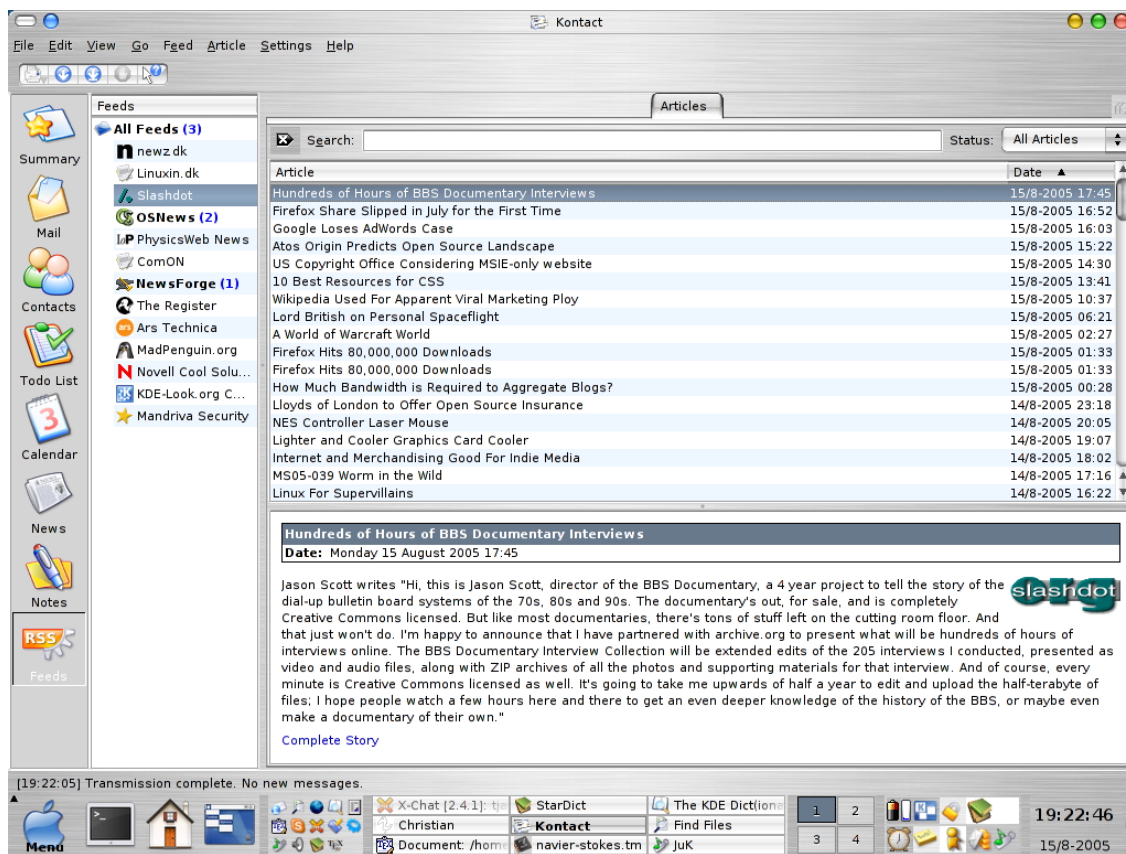 Kontact
File Edit View Go Feed Article Settings Help
Summary
Mail
Contacts
Todo List
3
Calendar
News
Notes
RSS
Feeds
Feeds
All Feeds (3)
newz.dk
Linuxin.dk
Slashdot
OSNews (2)
IoP PhysicsWeb News
ComON
NewsForge (1)
The Register
ars Ars Technica
MadPenguin.org
N Novell Cool Solu...
KDE-Look.org C...
Mandriva Security
Articles
Search: Status: All Articles
Article Date
Hundreds of Hours of BBS Documentary Interviews 15/8-2005 17:45
Firefox Share Slipped in July for the First Time 15/8-2005 16:52
Google Loses AdWords Case 15/8-2005 16:03
Atos Origin Predicts Open Source Landscape 15/8-2005 15:22
US Copyright Office Considering MSIE-only website 15/8-2005 14:30
10 Best Resources for CSS 15/8-2005 13:41
Wikipedia Used For Apparent Viral Marketing Ploy 15/8-2005 10:37
Lord British on Personal Spaceflight 15/8-2005 06:21
A World of Warcraft World 15/8-2005 02:27
Firefox Hits 80,000,000 Downloads 15/8-2005 01:33
Firefox Hits 80,000,000 Downloads 15/8-2005 01:33
How Much Bandwidth is Required to Aggregate Blogs? 15/8-2005 00:28
Lloyds of London to Offer Open Source Insurance 14/8-2005 23:18
NES Controller Laser Mouse 14/8-2005 20:05
Lighter and Cooler Graphics Card Cooler 14/8-2005 19:07
Internet and Merchandising Good For Indie Media 14/8-2005 18:02
MS05-039 Worm in the Wild 14/8-2005 17:16
Linux For Supervillains 14/8-2005 16:22
Hundreds of Hours of BBS Documentary Interviews
Date: Monday 15 August 2005 17:45
Jason Scott writes "Hi, this is Jason Scott, director of the BBS Documentary, a 4 year project to tell the story of the
dial-up bulletin board systems of the 70s, 80s and 90s. The documentary's out, for sale, and is completely
Creative Commons licensed. But like most documentaries, there's tons of stuff left on the cutting room floor. And
that just won't do. I'm happy to announce that I have partnered with archive.org to present what will be hundreds of hours of
interviews online. The BBS Documentary Interview Collection will be extended edits of the 205 interviews I conducted, presented as
video and audio files, along with ZIP archives of all the photos and supporting materials for that interview. And of course, every
minute is Creative Commons licensed as well. It's going to take me upwards of half a year to edit and upload the half-terabyte of
files; I hope people watch a few hours here and there to get an even deeper knowledge of the history of the BBS, or maybe even
make a documentary of their own."
slashdot
org
Complete Story
[19:22:05] Transmission complete. No new messages.
Menu
X-Chat [2.4.1]: tja StarDict The KDE Dict(iona
Christian Kontact Find Files
Document: /home navier-stokes.tm JuK
1 2
3 4
19:22:46
15/8-2005